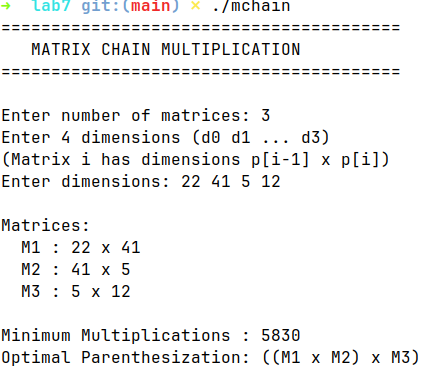 → lab7 git:(main) × ./mchain
========================================
   MATRIX CHAIN MULTIPLICATION
========================================

Enter number of matrices: 3
Enter 4 dimensions (d0 d1 ... d3)
(Matrix i has dimensions p[i-1] x p[i])
Enter dimensions: 22 41 5 12

Matrices:
  M1 : 22 x 41
  M2 : 41 x 5
  M3 : 5 x 12

Minimum Multiplications : 5830
Optimal Parenthesization: ((M1 x M2) x M3)